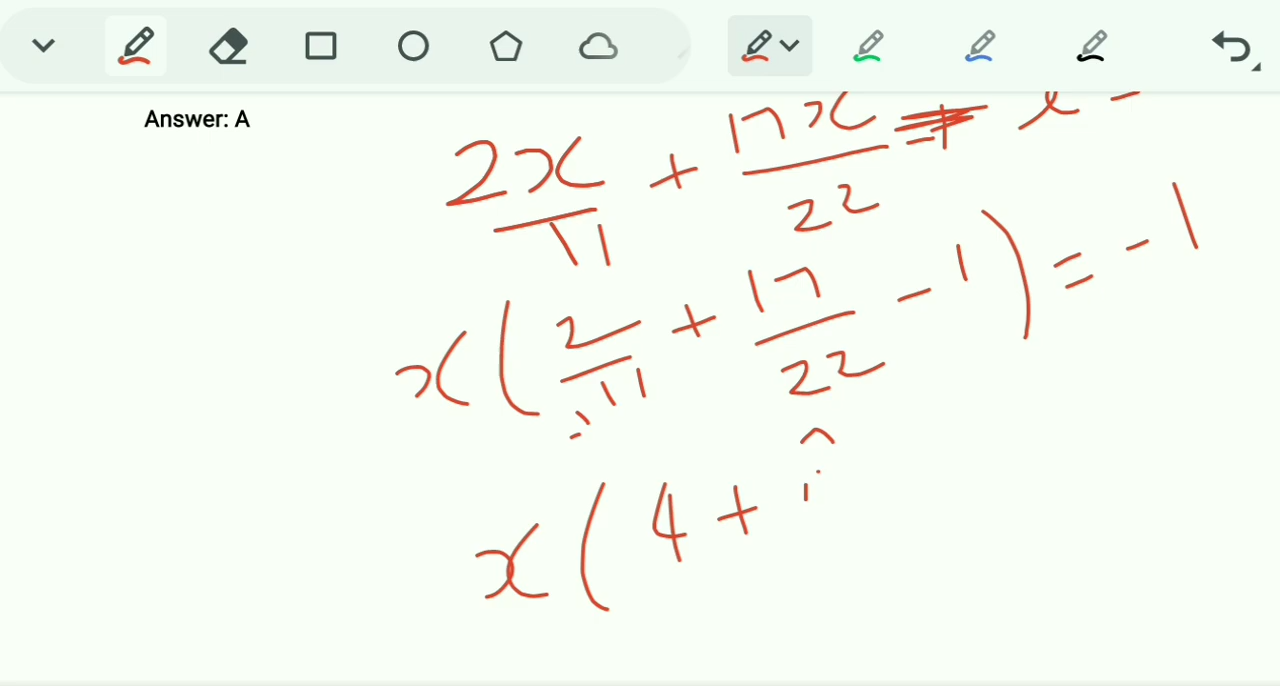 Answer: A
2x/11 + 17x/22 = x -
x(2/11 + 17/22 - 1) = - 1
x( 4 +